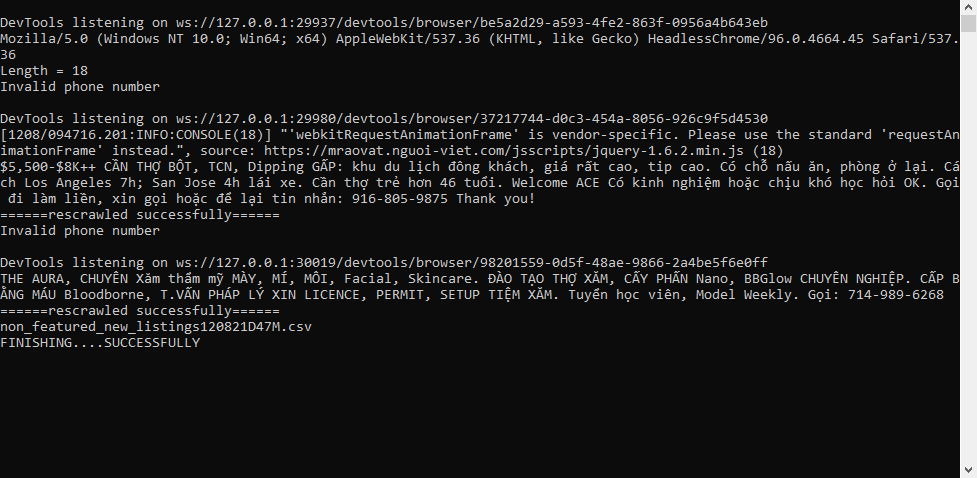 DevTools listening on ws://127.0.0.1:29937/devtools/browser/be5a2d29-a593-4fe2-863f-0956a4b643eb
Mozilla/5.0 (Windows NT 10.0; Win64; x64) AppleWebKit/537.36 (KHTML, like Gecko) HeadlessChrome/96.0.4664.45 Safari/537.
36
Length = 18
Invalid phone number
DevTools listening on ws://127.0.0.1:29980/devtools/browser/37217744-d0c3-454a-8056-926c9f5d4530
[1208/094716.201:INFO:CONSOLE(18)] "'webkitRequestAnimationFrame' is vendor-specific. Please use the standard 'requestAn
imationFrame' instead.", source: https://mraovat.nguoi-viet.com/jsscripts/jquery-1.6.2.min.js (18)
$5,500-$8K++ CẦN THỢ BỘT, TCN, Dipping GẤP: khu du lịch đông khách, giá rất cao, tip cao. Có chỗ nấu ăn, phòng ở lại. Cá
ch Los Angeles 7h; San Jose 4h lái xe. Cần thợ trẻ hơn 46 tuổi. Welcome ACE Có kinh nghiệm hoặc chịu khó học hỏi OK. Gọi
 đi làm liền, xin gọi hoặc để lại tin nhắn: 916-805-9875 Thank you!
======rescrawled successfully======
Invalid phone number
DevTools listening on ws://127.0.0.1:30019/devtools/browser/98201559-0d5f-48ae-9866-2a4be5f6e0ff
THE AURA, CHUYÊN Xăm thẩm mỹ MÀY, MÍ, MÔI, Facial, Skincare. ĐÀO TẠO THỢ XĂM, CẤY PHẤN Nano, BBGlow CHUYÊN NGHIỆP. CẤP B
ẰNG MÁU Bloodborne, T.VẤN PHÁP LÝ XIN LICENCE, PERMIT, SETUP TIỆM XĂM. Tuyển học viên, Model Weekly. Gọi: 714-989-6268
======rescrawled successfully======
non_featured_new_listings120821D47M.csv
FINISHING....SUCCESSFULLY